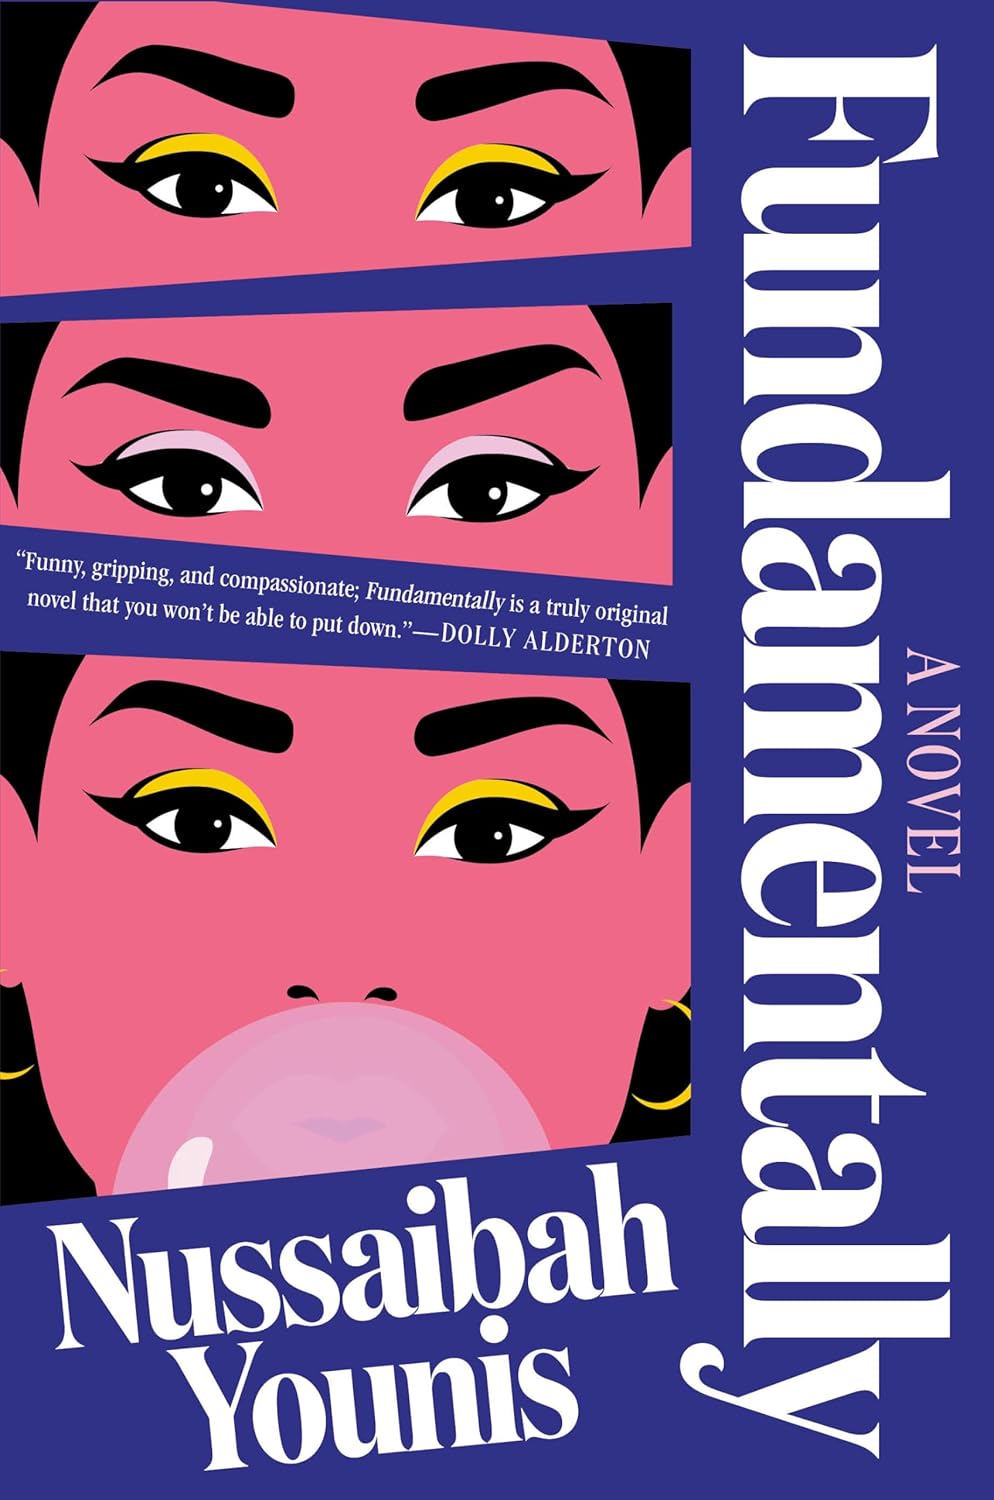 Fundamentally
A NOVEL
“Funny, gripping, and compassionate; Fundamentally is a truly original
novel that you won’t be able to put down.”—DOLLY ALDERTON
Nussaibah
Younis